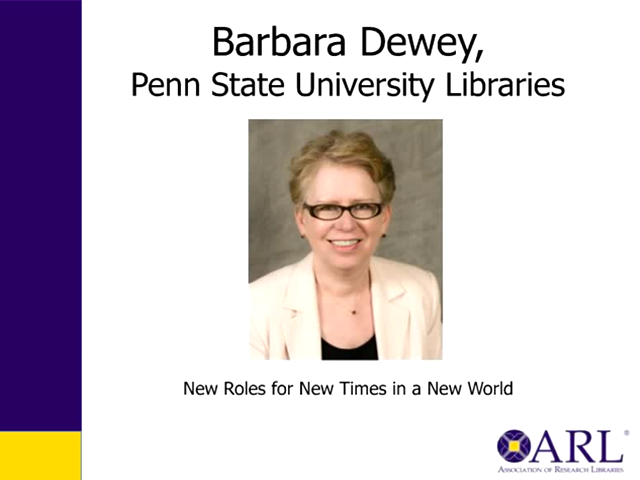 Barbara Dewey,
Penn State University Libraries
New Roles for New Times in a New World
ARL®
ASSOCIATION OF RESEARCH LIBRARIES